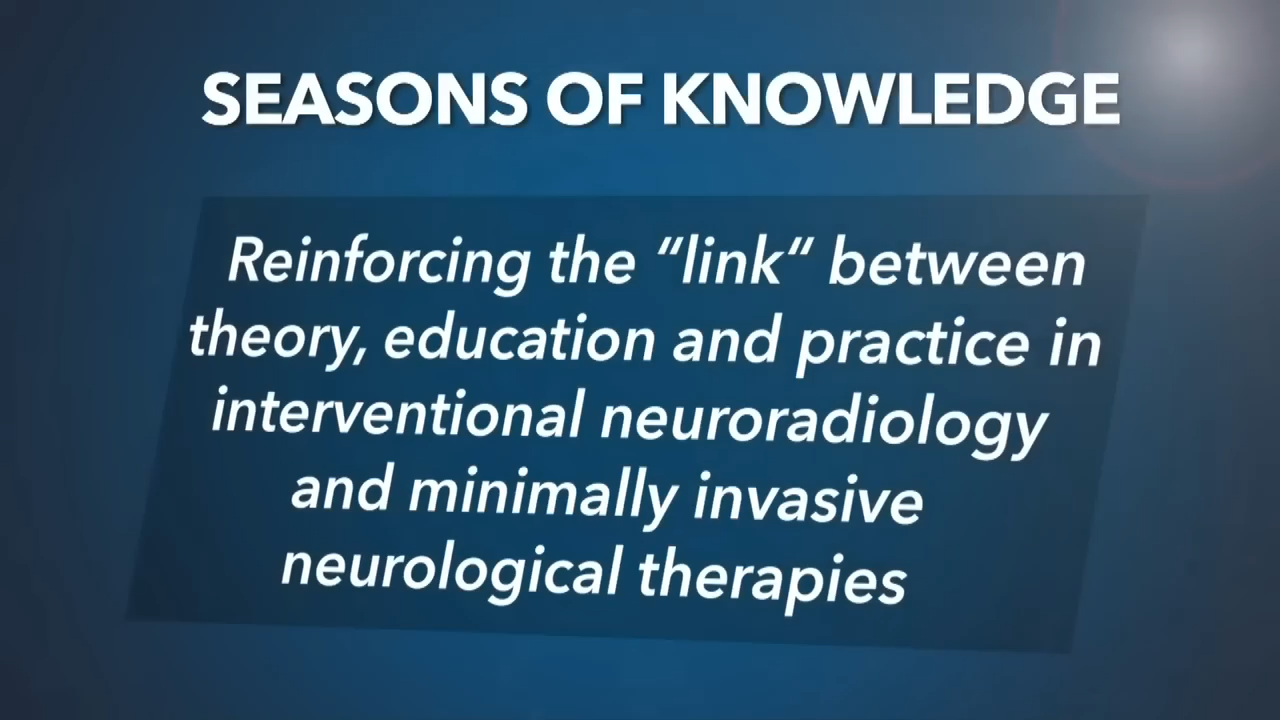 SEASONS OF KNOWLEDGE
Reinforcing the “link“ between
theory, education and practice in
interventional neuroradiology
and minimally invasive
neurological therapies